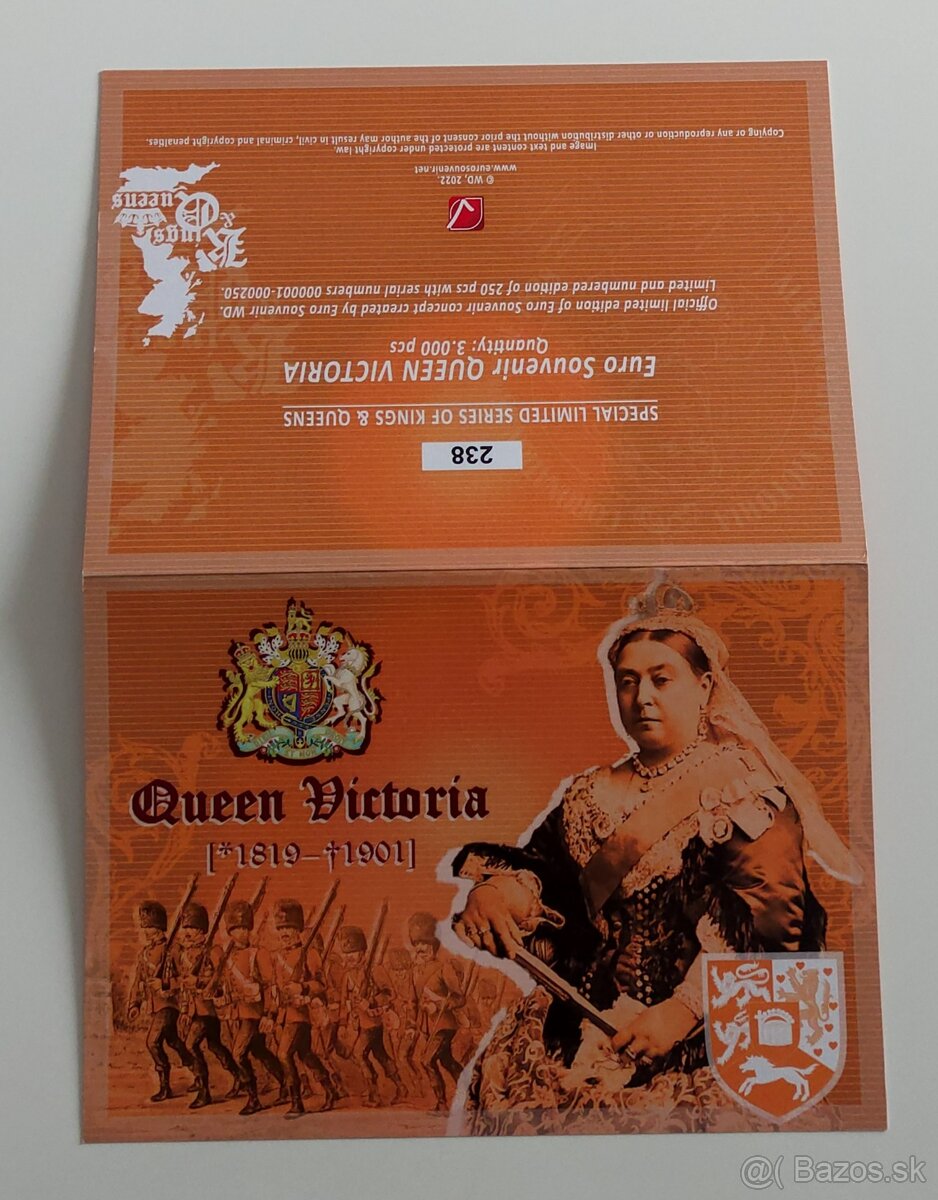 238
SPECIAL LIMITED SERIES OF KINGS & QUEENS
Euro Souvenir QUEEN VICTORIA
Quantity: 3.000 pcs
Official limited edition of Euro Souvenir concept created by Euro Souvenir WD.
Limited and numbered edition of 250 pcs with serial numbers 000001-000250.
Kings
& Queens
© WD, 2022.
www.eurosouvenir.net
Image and text content are protected under copyright law.
Copying or any reproduction or other distribution without the prior consent of the author may result in civil, criminal and copyright penalties.
Queen Victoria
[*1819–†1901]
@( Bazos.sk